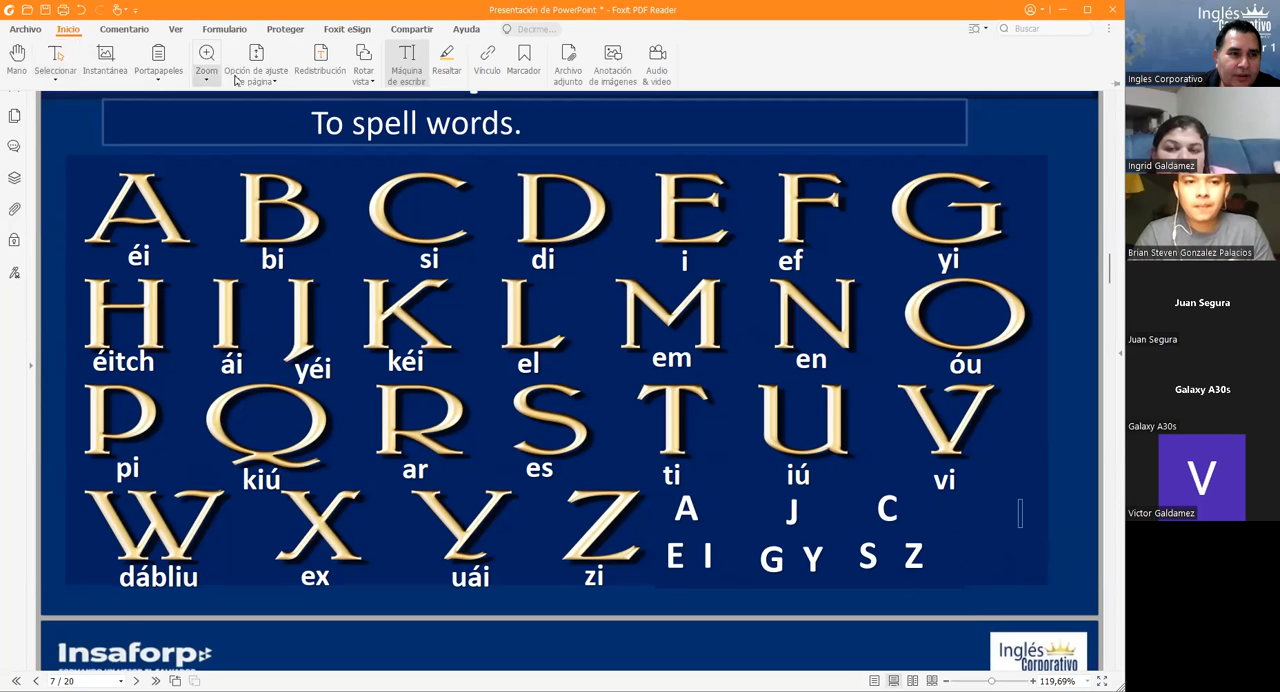 Presentación de PowerPoint * - Foxit PDF Reader
Archivo Inicio Comentario Ver Formulario Proteger Foxit eSign Compartir Ayuda Decirme... Buscar
Mano Seleccionar Instantánea Portapapeles Zoom Opción de ajuste de página Redistribución Rotar vista Máquina de escribir Resaltar Vínculo Marcador Archivo adjunto Anotación de imágenes Audio & vídeo
To spell words.
A B C D E F G
éi bi si di i ef yi
H I J K L M N O
éitch ái yéi kéi el em en óu
P Q R S T U V
pi kiú ar es ti iú vi
W X Y Z A J C
dábliu ex uái zi E I G Y S Z
Insaforp
Inglés
Corporativo
7 / 20
119,69%
Inglés
Corporativo
r 1
Ingles Corporativo
Ingrid Galdamez
Brian Steven Gonzalez Palacios
Juan Segura
Juan Segura
Galaxy A30s
Galaxy A30s
V
Victor Galdamez